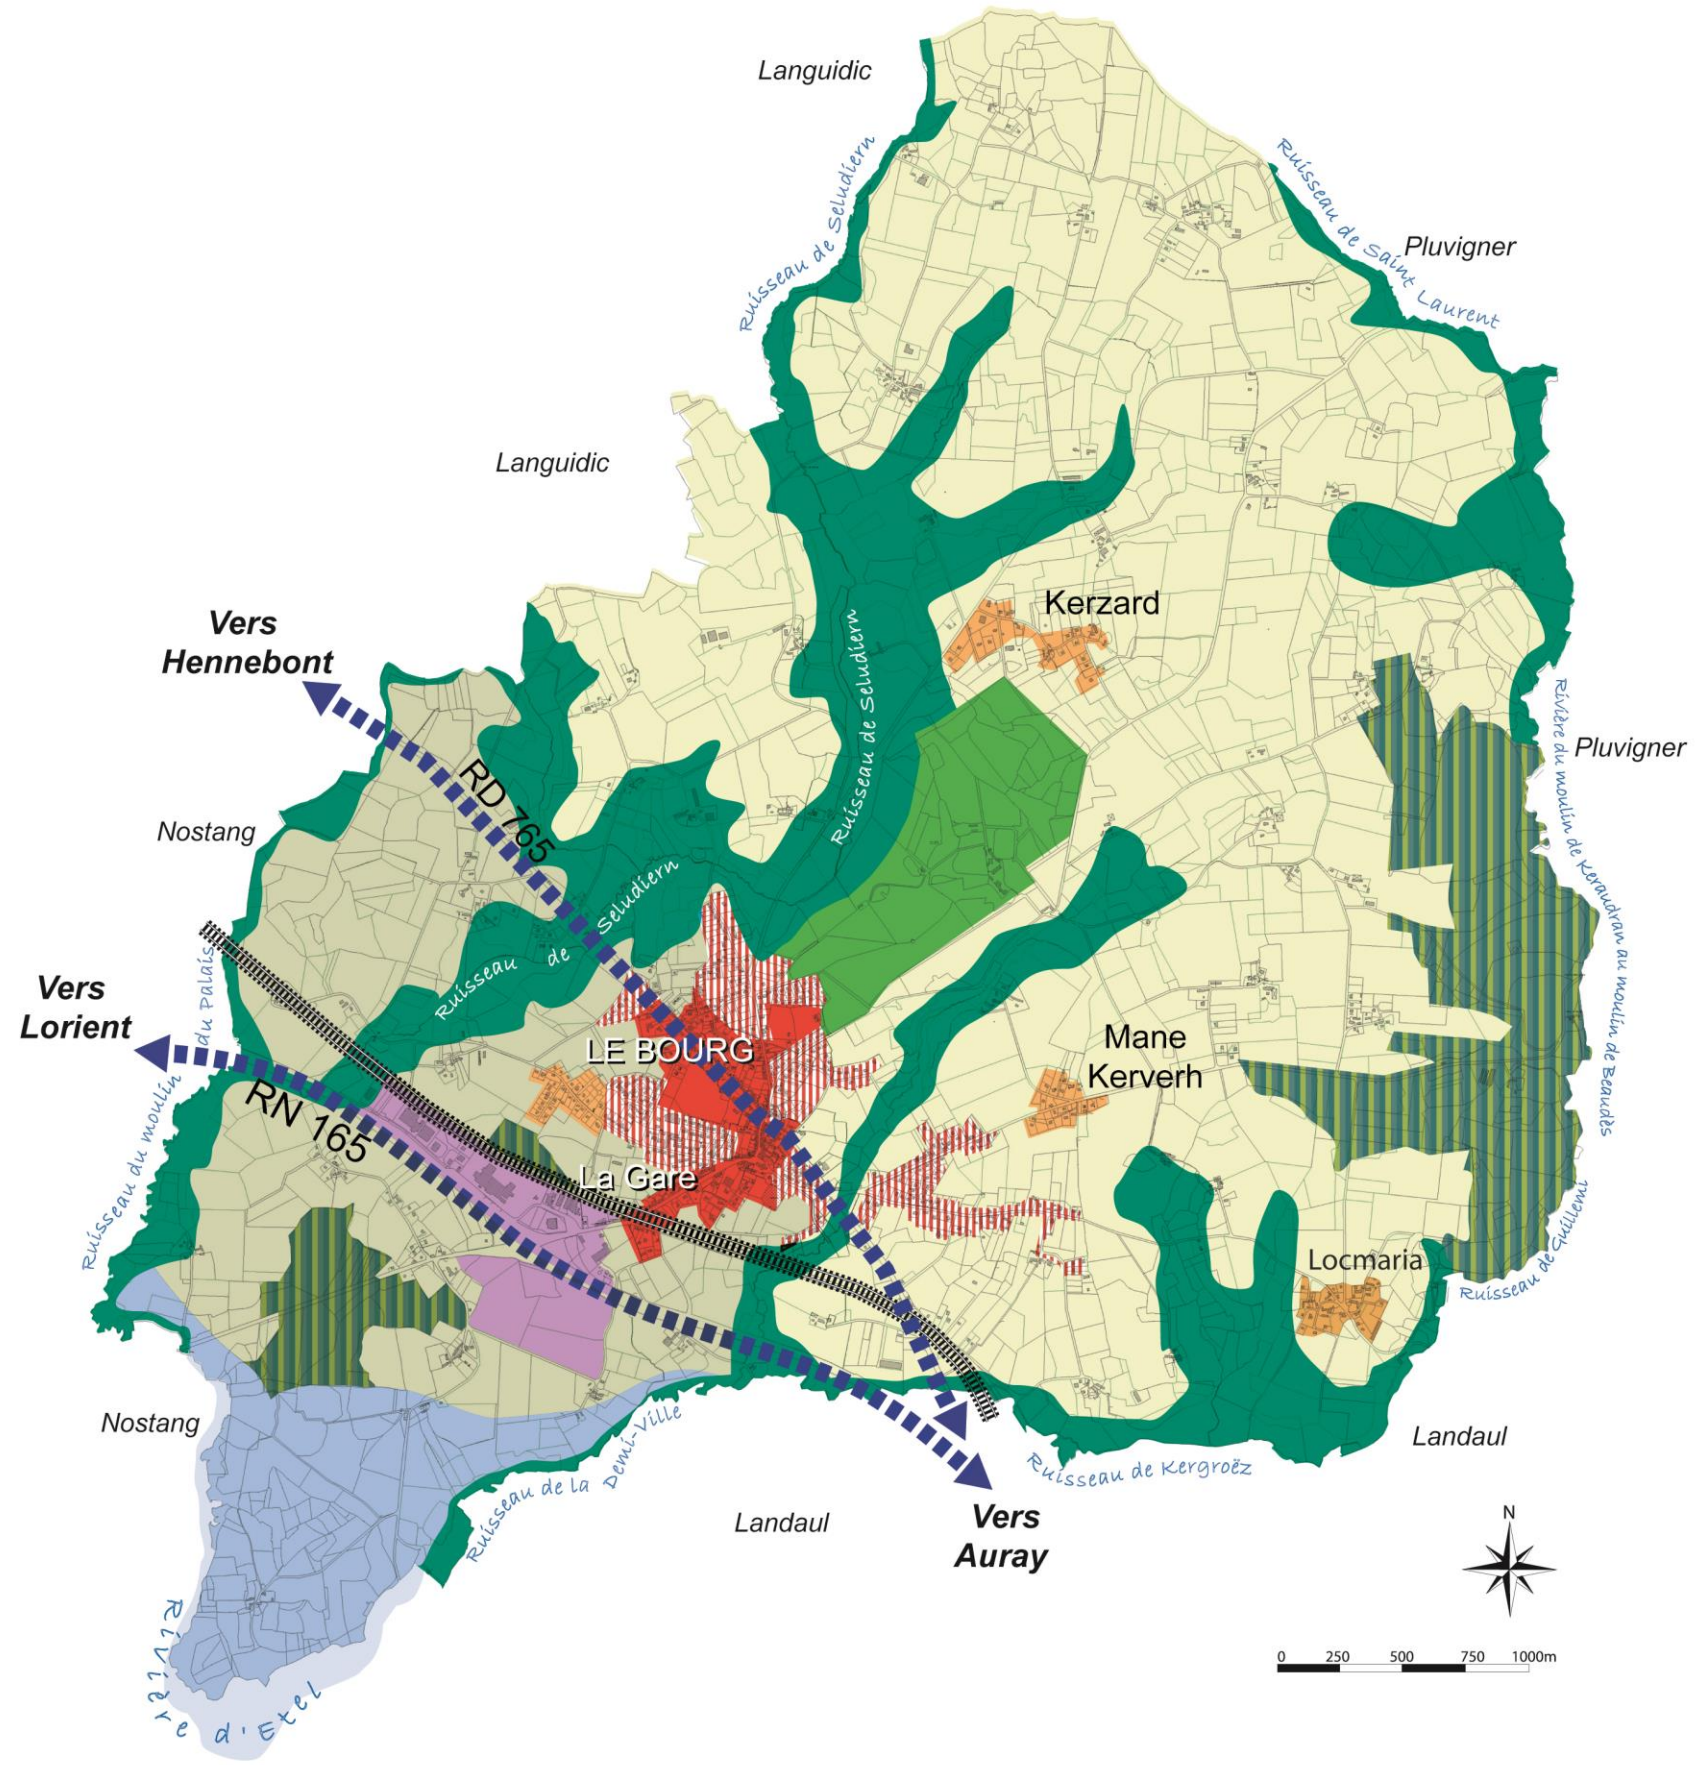 Languidic
Ruisseau de Seludiern
Ruisseau de Saint Laurent
Pluvigner
Languidic
Kerzard
Vers
Hennebont
Ruisseau de Seludiern
Rivière du moulin de Keraudran au moulin de Beaudès
Pluvigner
RD 765
Nostang
Ruisseau de Seludiern
Vers
Lorient
Ruisseau du moulin du Palais
LE BOURG
Mane
Kerverh
RN 165
La Gare
Locmaria
Ruisseau de Guillemi
Nostang
Ruisseau de la Demi-Ville
Landaul
Ruisseau de Kergroëz
Landaul
Vers
Auray
N
Rivière d'Etel
0 250 500 750 1000m